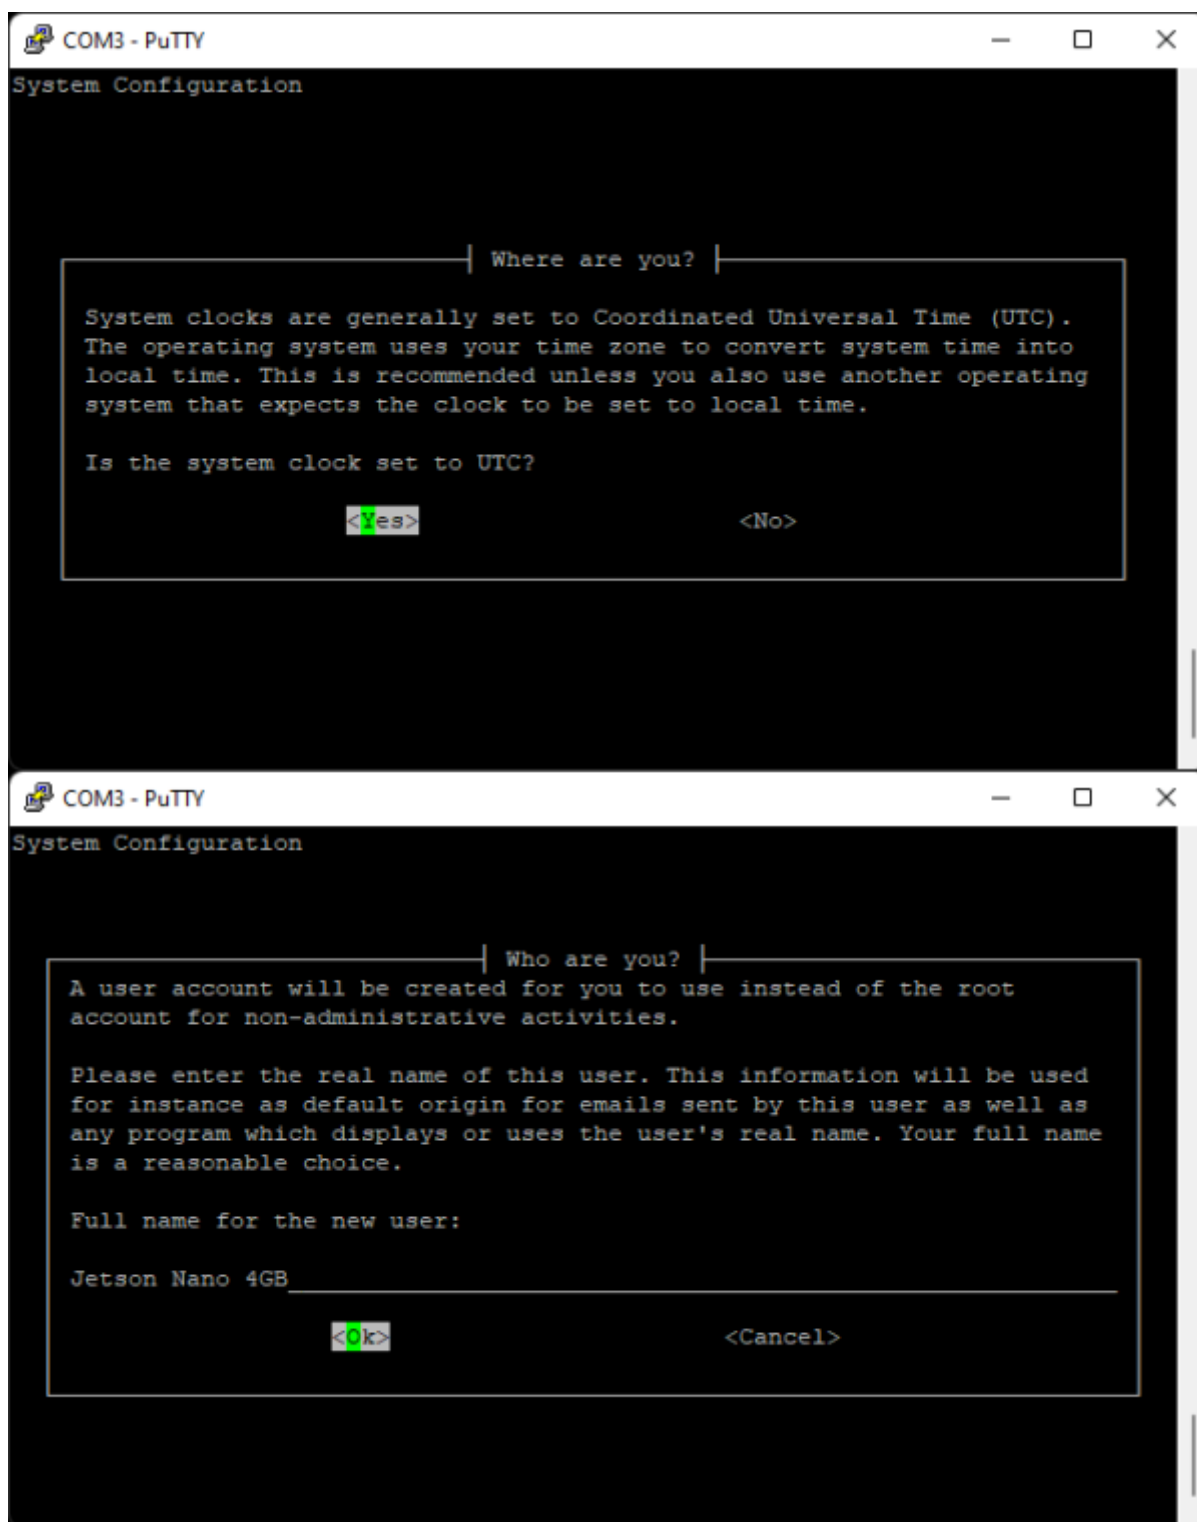 COM3 - PuTTY
System Configuration
Where are you?
System clocks are generally set to Coordinated Universal Time (UTC).
The operating system uses your time zone to convert system time into
local time. This is recommended unless you also use another operating
system that expects the clock to be set to local time.
Is the system clock set to UTC?
<Yes> <No>
COM3 - PuTTY
System Configuration
Who are you?
A user account will be created for you to use instead of the root
account for non-administrative activities.
Please enter the real name of this user. This information will be used
for instance as default origin for emails sent by this user as well as
any program which displays or uses the user's real name. Your full name
is a reasonable choice.
Full name for the new user:
Jetson Nano 4GB
<Ok> <Cancel>